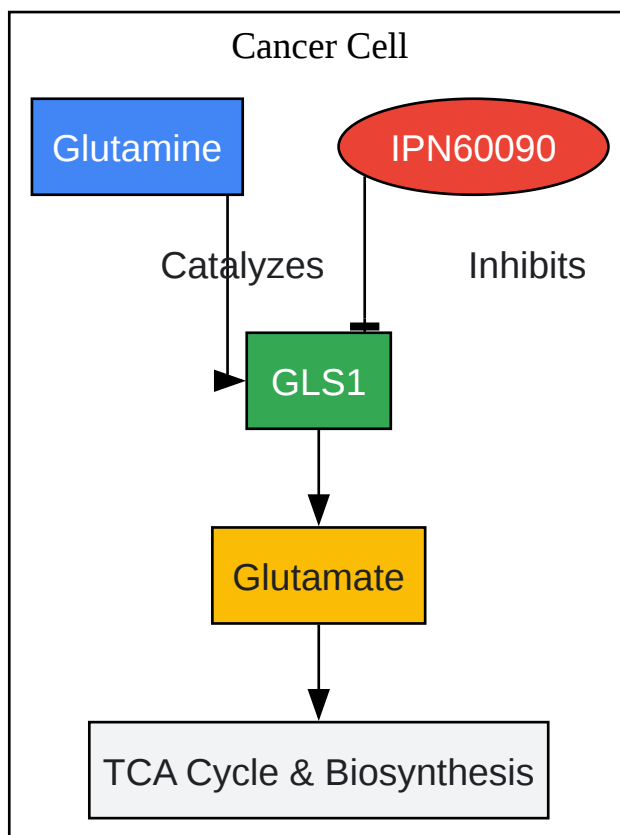 Cancer Cell
Glutamine
IPN60090
Catalyzes
Inhibits
GLS1
Glutamate
TCA Cycle & Biosynthesis